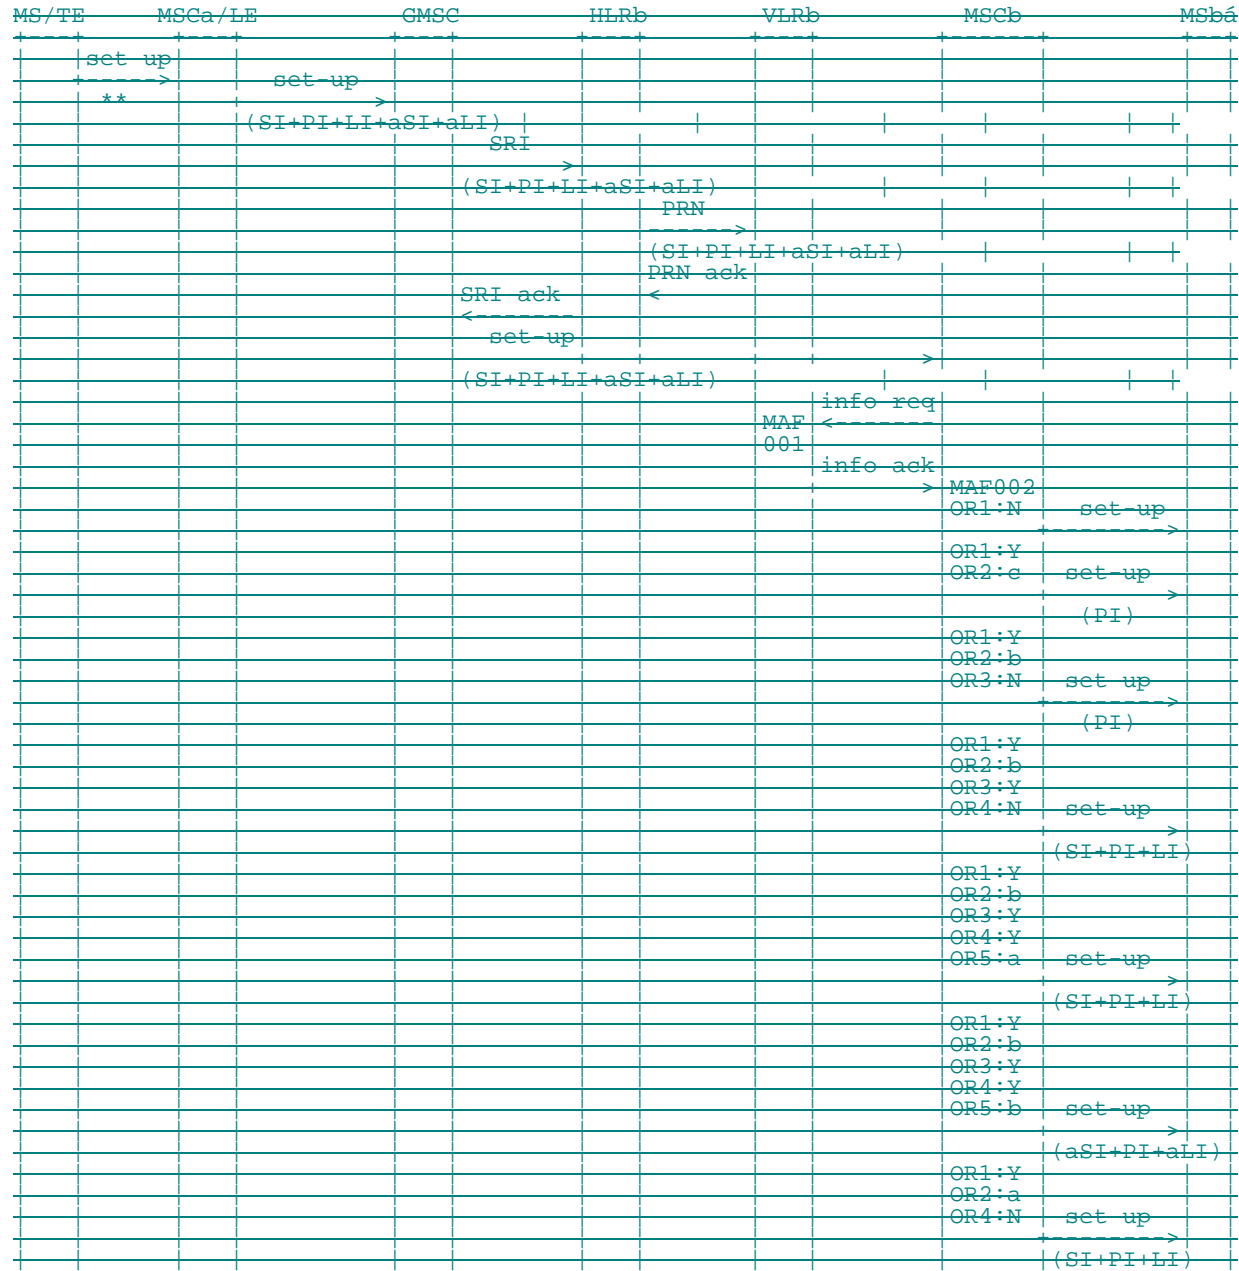 MS/TE MSCa/LE GMSC HLRb VLRb MSCb MSbá
set-up
set-up
**
(SI+PI+LI+aSI+aLI)
SRI
(SI+PI+LI+aSI+aLI)
PRN
(SI+PI+LI+aSI+aLI)
PRN ack
SRI ack
set-up
(SI+PI+LI+aSI+aLI)
info req
MAF
001
info ack
MAF002
OR1:N set-up
OR1:Y
OR2:c set-up
(PI)
OR1:Y
OR2:b
OR3:N set-up
(PI)
OR1:Y
OR2:b
OR3:Y
OR4:N set-up
(SI+PI+LI)
OR1:Y
OR2:b
OR3:Y
OR4:Y
OR5:a set-up
(SI+PI+LI)
OR1:Y
OR2:b
OR3:Y
OR4:Y
OR5:b set-up
(aSI+PI+aLI)
OR1:Y
OR2:a
OR4:N set-up
(SI+PI+LI)